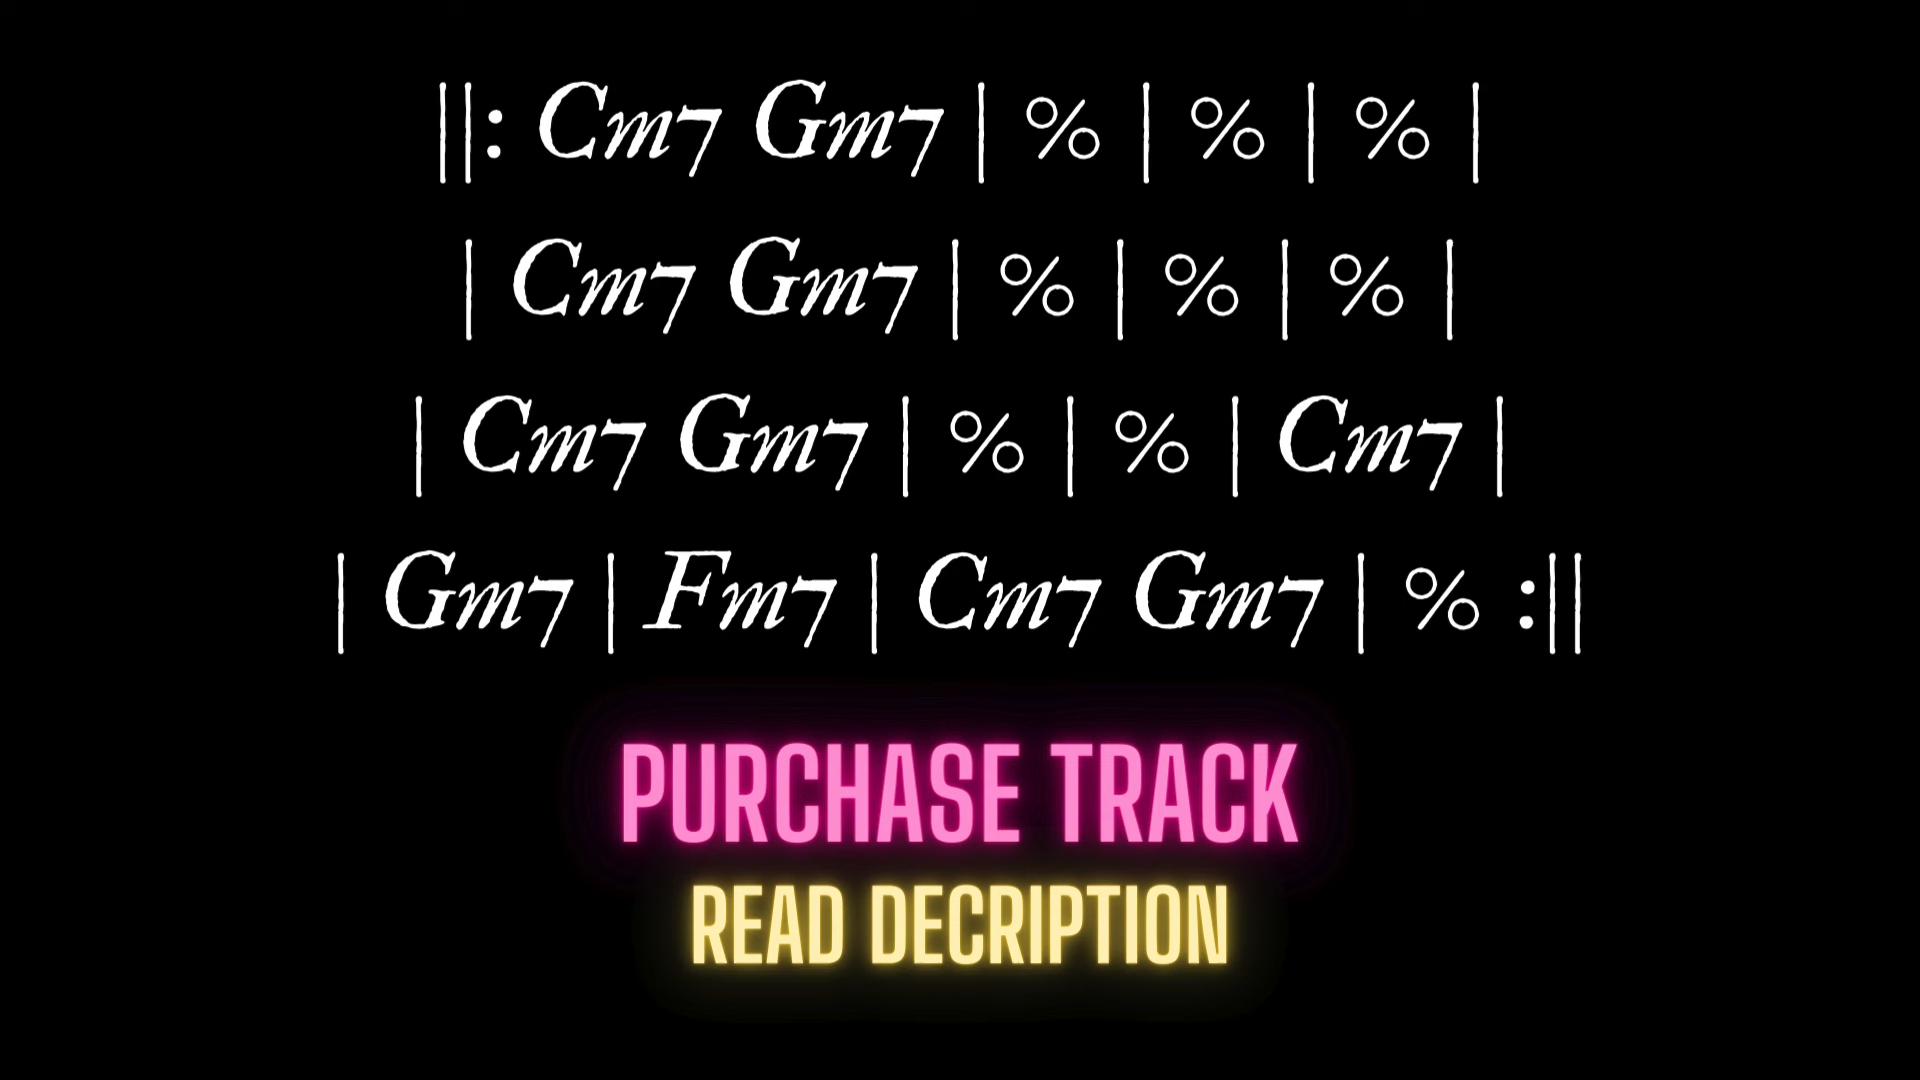 ||: Cm7 Gm7 | % | % | % |
| Cm7 Gm7 | % | % | % |
| Cm7 Gm7 | % | % | Cm7 |
| Gm7 | Fm7 | Cm7 Gm7 | % :||
PURCHASE TRACK
READ DECRIPTION